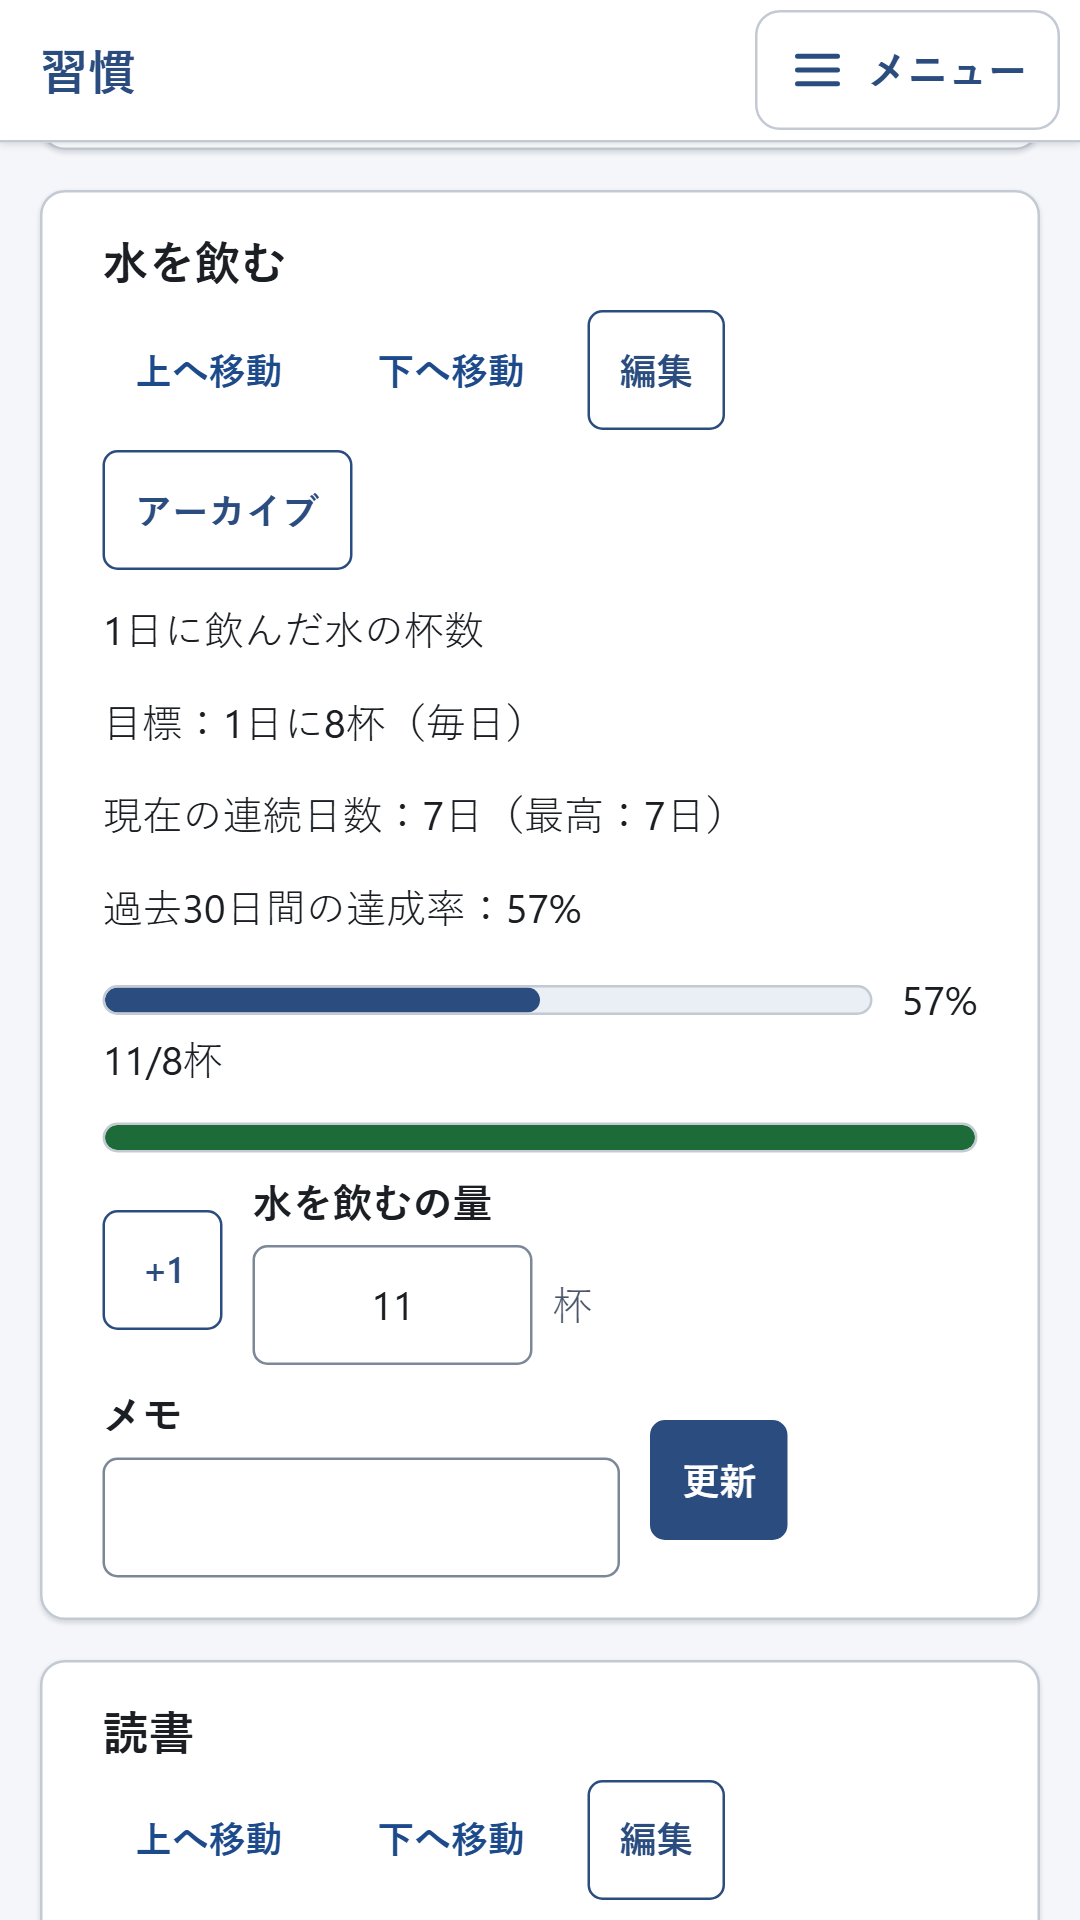 習慣
メニュー
水を飲む
上へ移動 下へ移動 編集
アーカイブ
1日に飲んだ水の杯数
目標：1日に8杯（毎日）
現在の連続日数：7日（最高：7日）
過去30日間の達成率：57%
57%
11/8杯
水を飲むの量
+1
11 杯
メモ
更新
読書
上へ移動 下へ移動 編集